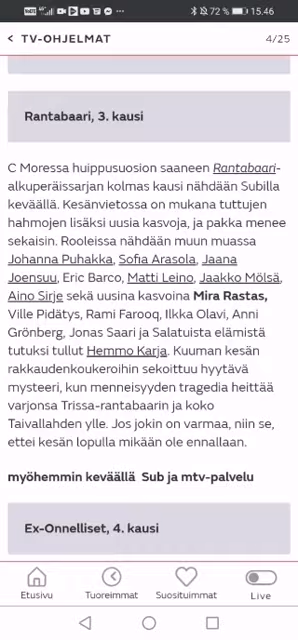 72 % 15.46
< TV-OHJELMAT 4/25
Rantabaari, 3. kausi
C Moressa huippusuosion saaneen Rantabaari-
alkuperäissarjan kolmas kausi nähdään Subilla
keväällä. Kesänvietossa on mukana tuttujen
hahmojen lisäksi uusia kasvoja, ja pakka menee
sekaisin. Rooleissa nähdään muun muassa
Johanna Puhakka, Sofia Arasola, Jaana
Joensuu, Eric Barco, Matti Leino, Jaakko Mölsä,
Aino Sirje sekä uusina kasvoina Mira Rastas,
Ville Pidätys, Rami Farooq, Ilkka Olavi, Anni
Grönberg, Jonas Saari ja Salatuista elämistä
tutuksi tullut Hemmo Karja. Kuuman kesän
rakkaudenkoukeroihin sekoittuu hyytävä
mysteeri, kun menneisyyden tragedia heittää
varjonsa Trissa-rantabaarin ja koko
Taivallahden ylle. Jos jokin on varmaa, niin se,
ettei kesän lopulla mikään ole ennallaan.
myöhemmin keväällä Sub ja mtv-palvelu
Ex-Onnelliset, 4. kausi
Etusivu Tuoreimmat Suosituimmat Live